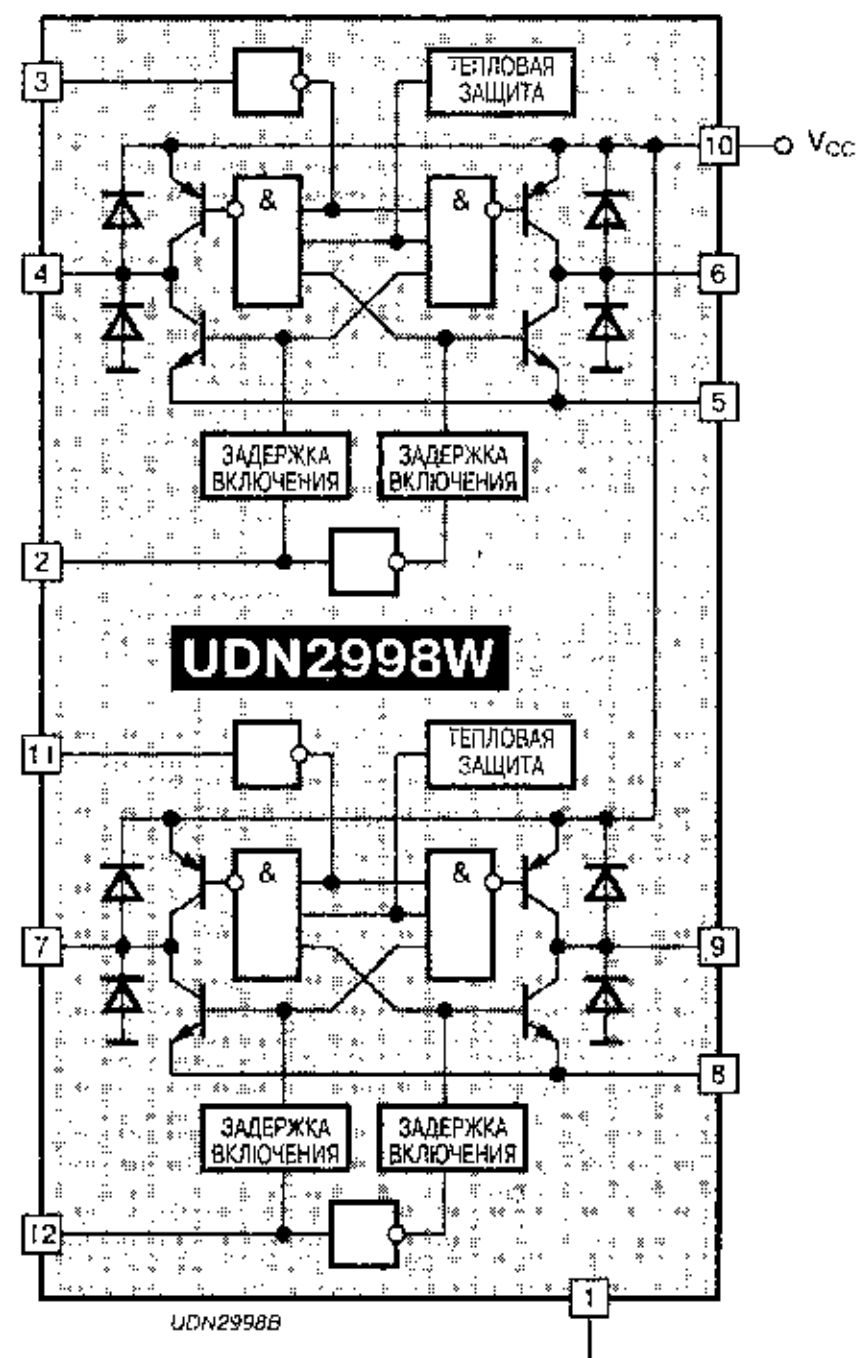 3
ТЕПЛОВАЯ
ЗАЩИТА
10
VCC
&
&
4
6
5
ЗАДЕРЖКА
ВКЛЮЧЕНИЯ
ЗАДЕРЖКА
ВКЛЮЧЕНИЯ
2
UDN2998W
11
ТЕПЛОВАЯ
ЗАЩИТА
&
&
7
9
8
ЗАДЕРЖКА
ВКЛЮЧЕНИЯ
ЗАДЕРЖКА
ВКЛЮЧЕНИЯ
12
1
UDN2998B